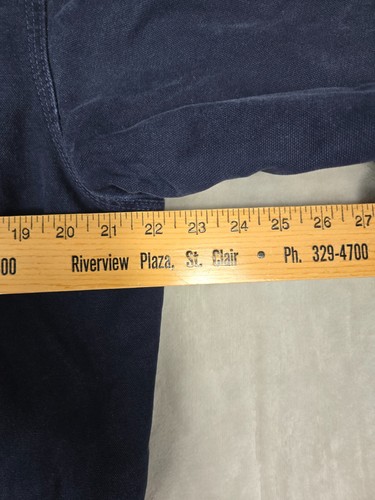 19 20 21 22 23 24 25 26 27
00 Riverview Plaza, St. Clair • Ph. 329-4700